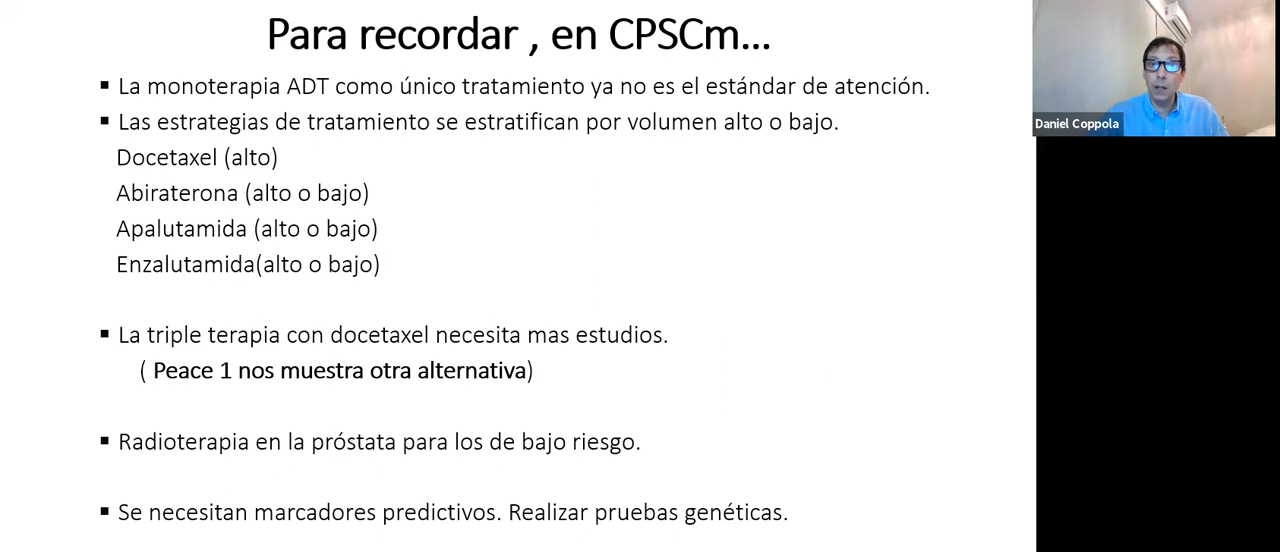 Para recordar , en CPSCm...
▪ La monoterapia ADT como único tratamiento ya no es el estándar de atención.
▪ Las estrategias de tratamiento se estratifican por volumen alto o bajo.
Docetaxel (alto)
Abiraterona (alto o bajo)
Apalutamida (alto o bajo)
Enzalutamida(alto o bajo)
▪ La triple terapia con docetaxel necesita mas estudios.
( Peace 1 nos muestra otra alternativa)
▪ Radioterapia en la próstata para los de bajo riesgo.
▪ Se necesitan marcadores predictivos. Realizar pruebas genéticas.
Daniel Coppola